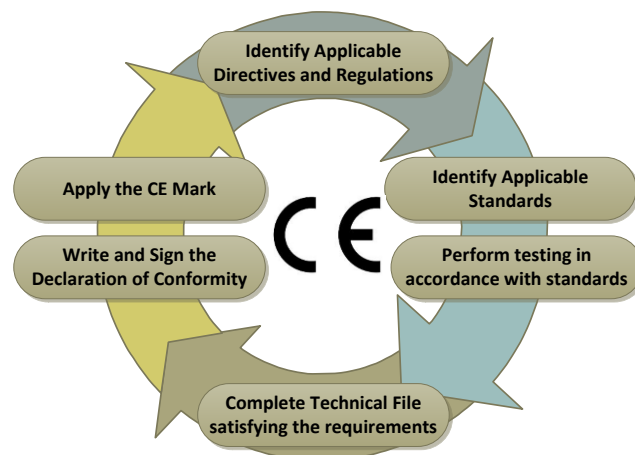 Identify Applicable
Directives and Regulations
Identify Applicable
Standards
Perform testing in
accordance with standards
Complete Technical File
satisfying the requirements
Write and Sign the
Declaration of Conformity
Apply the CE Mark
CE